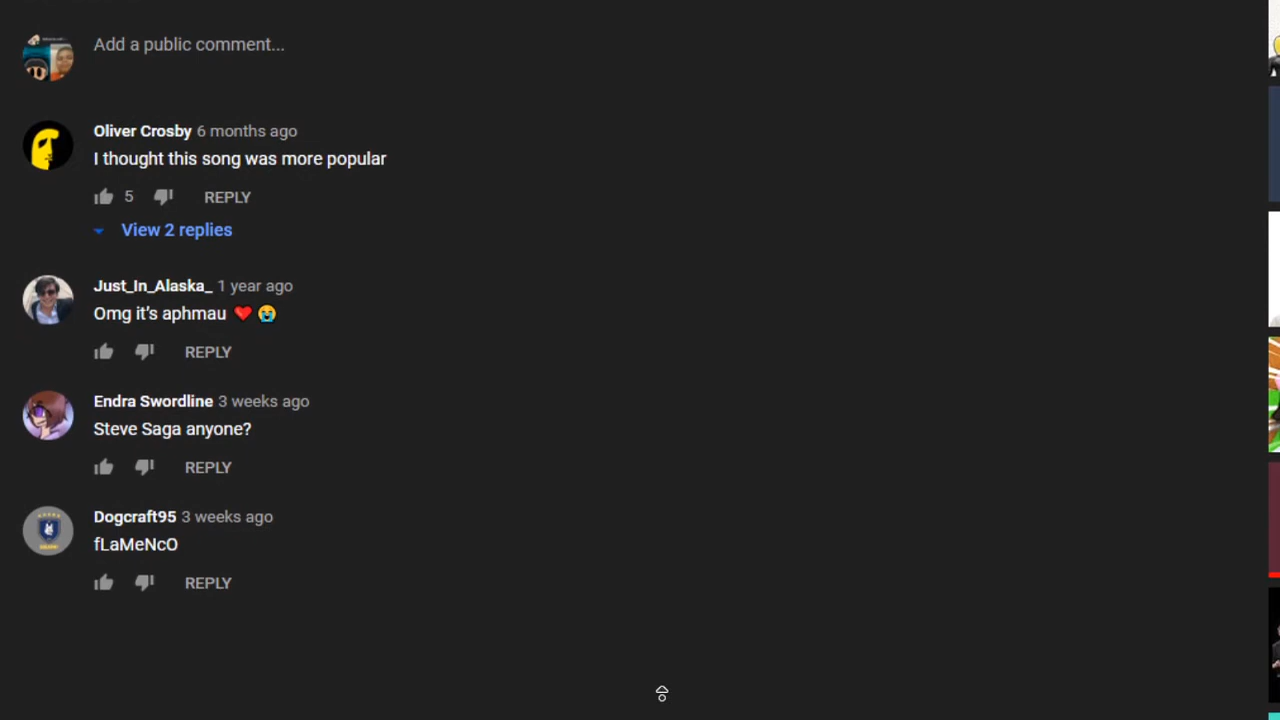 Add a public comment...
Oliver Crosby 6 months ago
I thought this song was more popular
5 REPLY
View 2 replies
Just_In_Alaska_ 1 year ago
Omg it's aphmau ❤️😭
REPLY
Endra Swordline 3 weeks ago
Steve Saga anyone?
REPLY
Dogcraft95 3 weeks ago
fLaMeNcO
REPLY